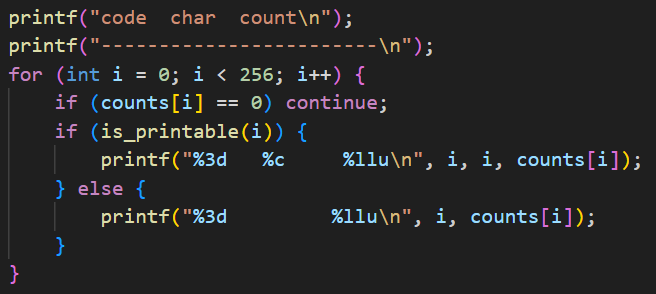 printf("code  char  count\n");
printf("------------------------\n");
for (int i = 0; i < 256; i++) {
    if (counts[i] == 0) continue;
    if (is_printable(i)) {
        printf("%3d   %c     %llu\n", i, i, counts[i]);
    } else {
        printf("%3d         %llu\n", i, counts[i]);
    }
}